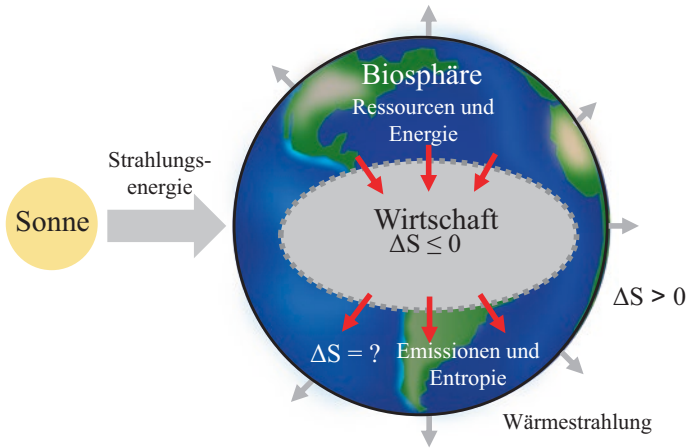 Biosphäre
Ressourcen und
Energie
Strahlungs-
energie
Sonne
Wirtschaft
ΔS ≤ 0
ΔS > 0
ΔS = ?
Emissionen und
Entropie
Wärmestrahlung